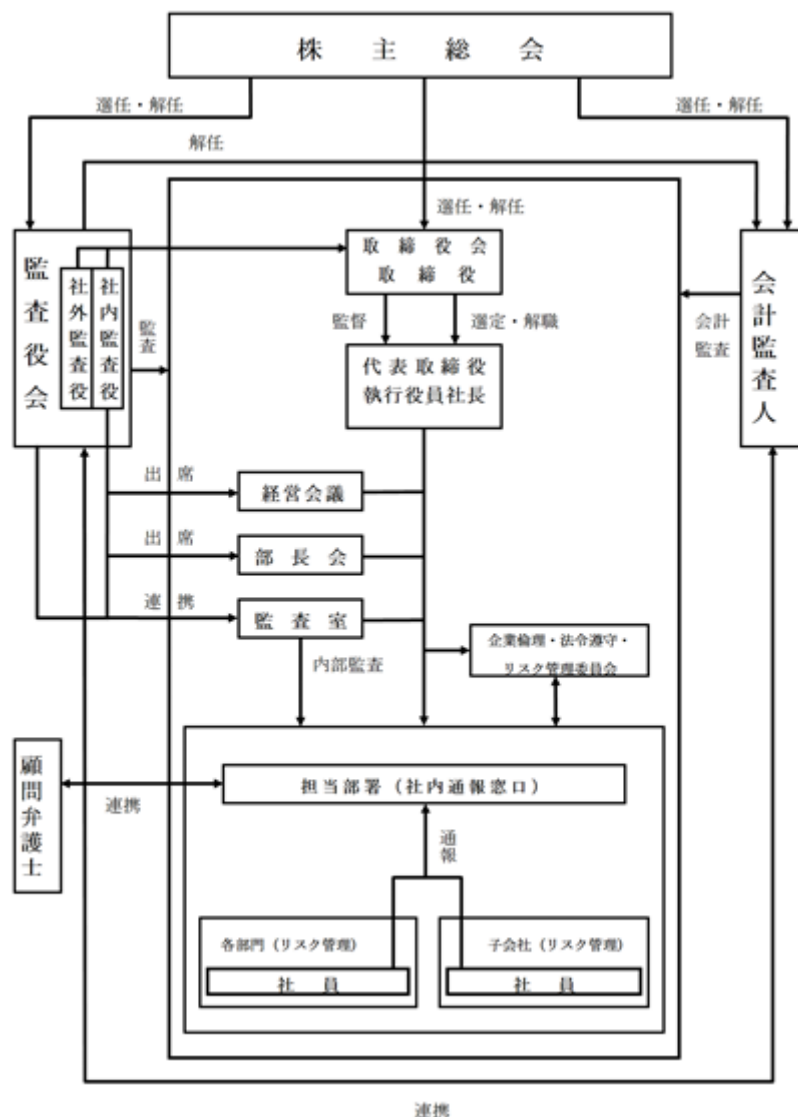 株主総会
選任・解任
選任・解任
解任
選任・解任
監査役会
社外監査役
社内監査役
監査
取締役会
取締役
監督
選定・解職
代表取締役
執行役員社長
会計
監査
会計監査人
出席
経営会議
出席
部長会
連携
監査室
内部監査
企業倫理・法令遵守・
リスク管理委員会
顧問弁護士
連携
担当部署(社内通報窓口)
通報
各部門(リスク管理)
社員
子会社(リスク管理)
社員
連携